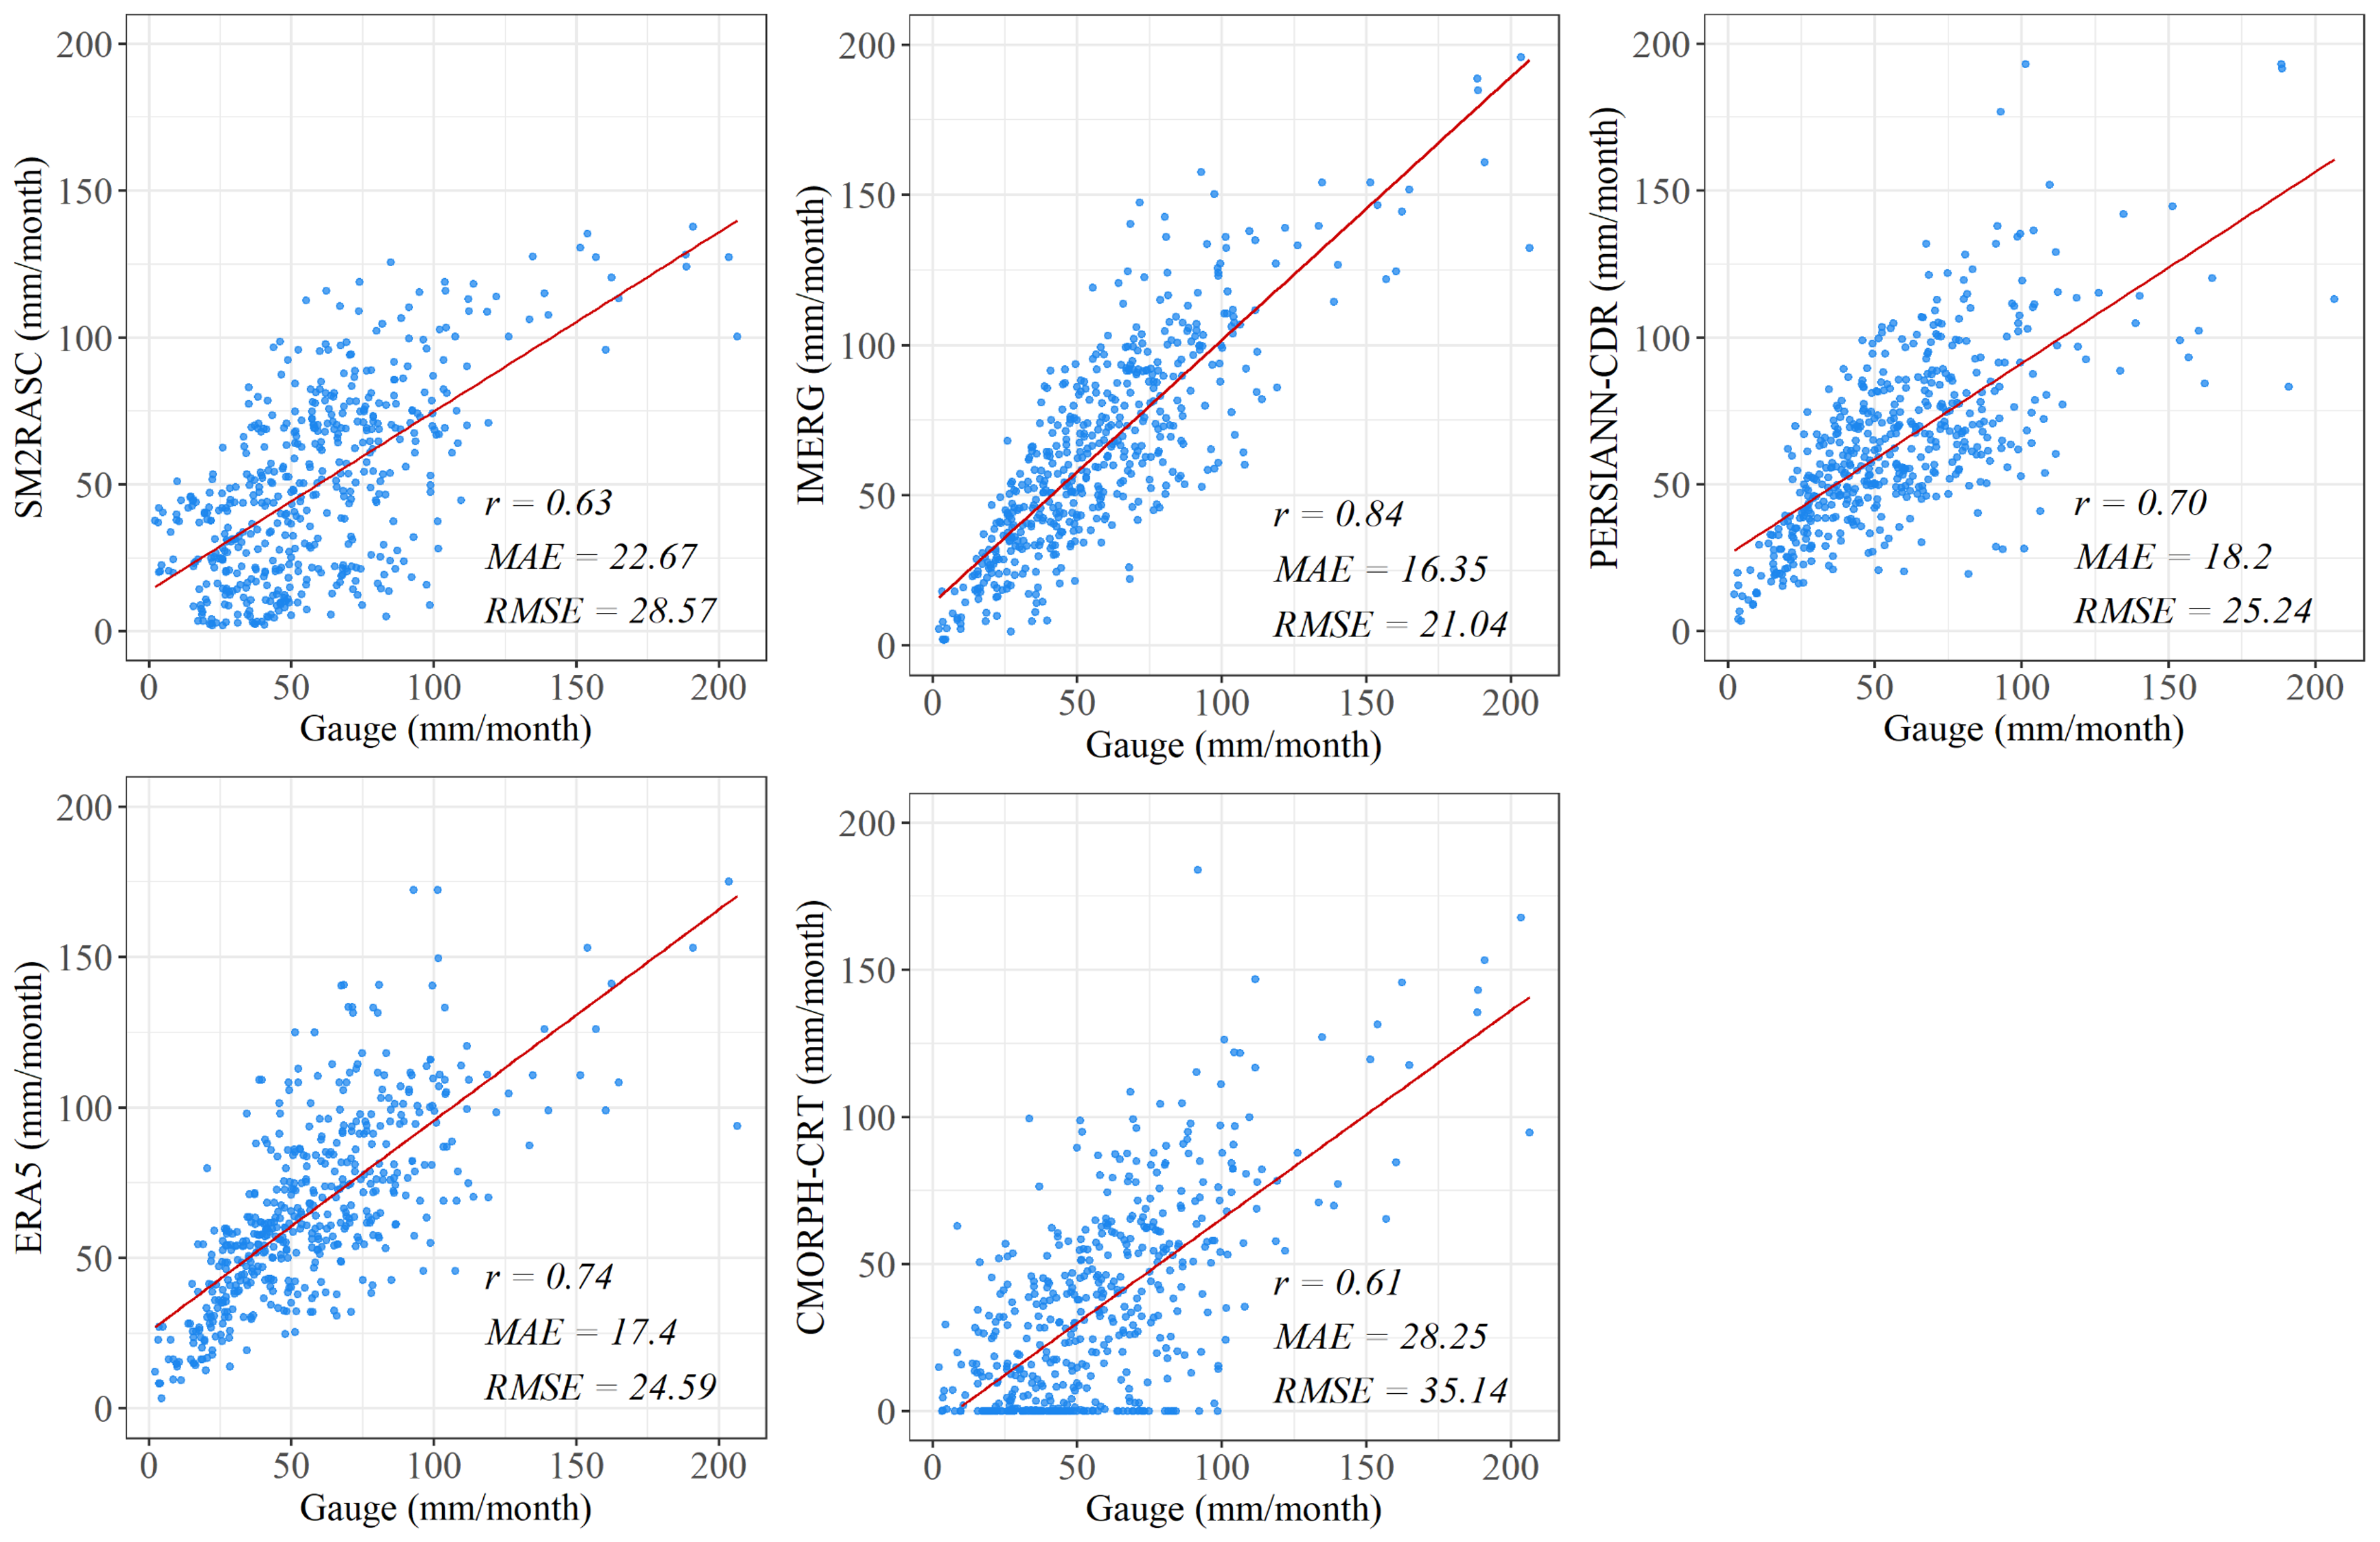 SM2RASC (mm/month)
200
150
100
50
0
r = 0.63
MAE = 22.67
RMSE = 28.57
0 50 100 150 200
Gauge (mm/month)
IMERG (mm/month)
200
150
100
50
0
r = 0.84
MAE = 16.35
RMSE = 21.04
0 50 100 150 200
Gauge (mm/month)
PERSIANN-CDR (mm/month)
200
150
100
50
0
r = 0.70
MAE = 18.2
RMSE = 25.24
0 50 100 150 200
Gauge (mm/month)
ERA5 (mm/month)
200
150
100
50
0
r = 0.74
MAE = 17.4
RMSE = 24.59
0 50 100 150 200
Gauge (mm/month)
CMORPH-CRT (mm/month)
200
150
100
50
0
r = 0.61
MAE = 28.25
RMSE = 35.14
0 50 100 150 200
Gauge (mm/month)